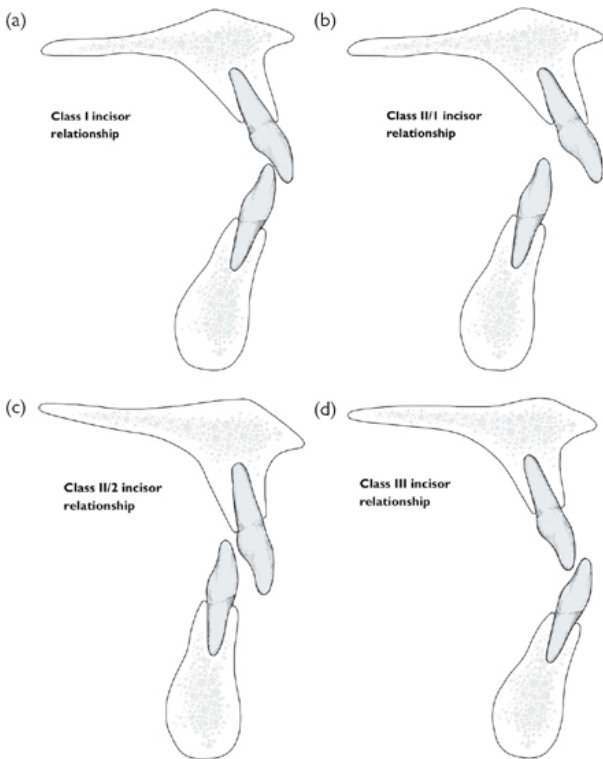 (a)
Class I incisor
relationship
(b)
Class II/1 incisor
relationship
(c)
Class II/2 incisor
relationship
(d)
Class III incisor
relationship